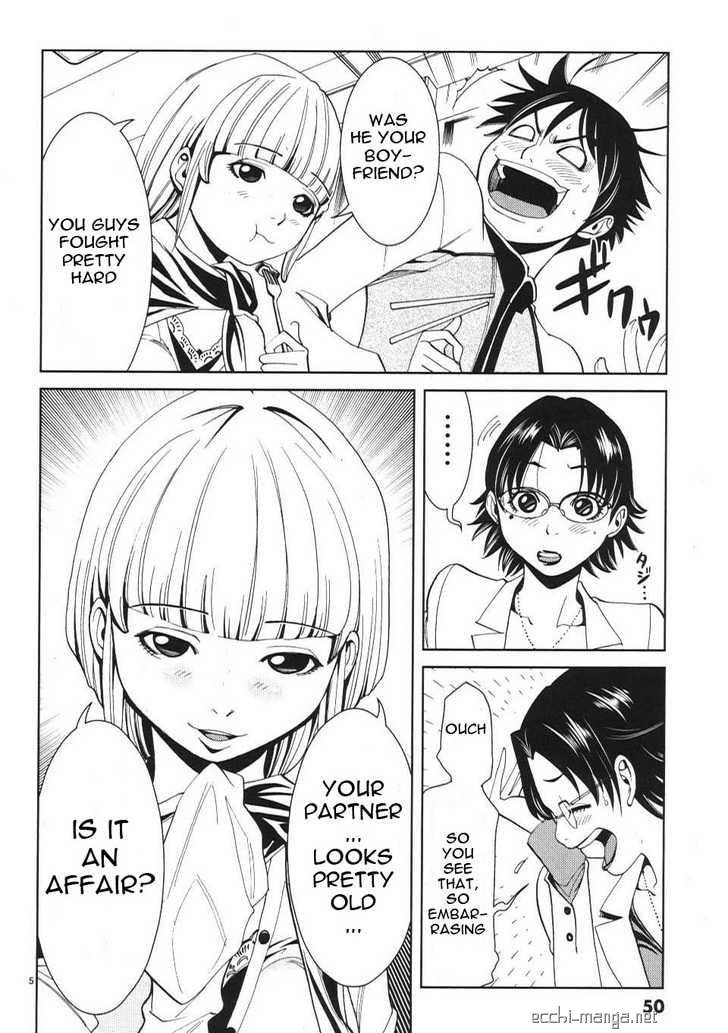 WAS
HE YOUR
BOY-
FRIEND?
YOU GUYS
FOUGHT
PRETTY
HARD
ギクゥ
・・・・・・
タジ・・・
OUCH
SO
YOU
SEE
THAT,
SO
EMBAR-
RASING
YOUR
PARTNER
...
LOOKS
PRETTY
OLD
...
IS IT
AN
AFFAIR?
5
50
ecchi-manga.net